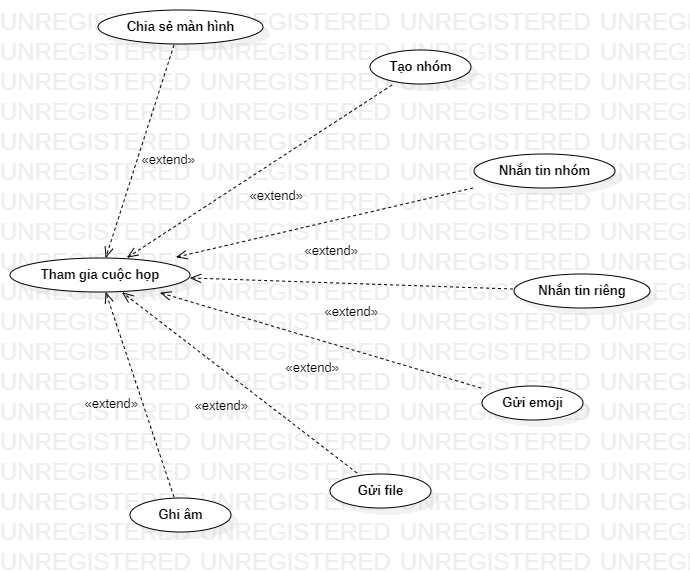 Chia sẻ màn hình
Tạo nhóm
«extend»
Nhắn tin nhóm
«extend»
«extend»
Tham gia cuộc họp
Nhắn tin riêng
«extend»
«extend»
Gửi emoji
«extend»
«extend»
Gửi file
Ghi âm
UNREGISTERED